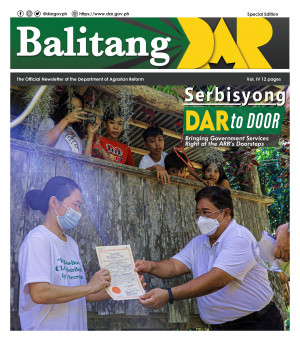 @dargovph https://www.dar.gov.ph Special Edition
Balitang DAR
The Official Newsletter of the Department of Agrarian Reform Vol. IV 12 pages
Serbisyong
DAR to DOOR
Bringing Government Services
Right at the ARB's Doorsteps